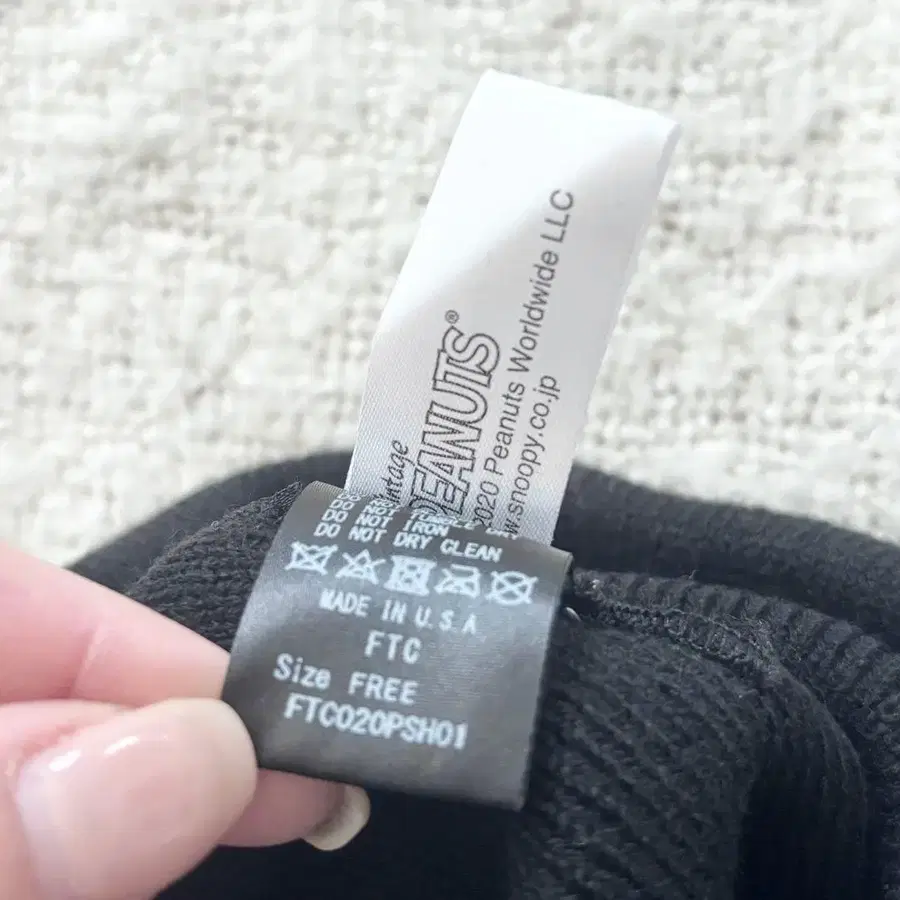 intage
PEANUTS®
2020 Peanuts Worldwide LLC
w.snoopy.co.jp
DO NOT IRON
DO NOT DRY CLEAN
MADE IN U.S.A
FTC
Size FREE
FTC020PSH01